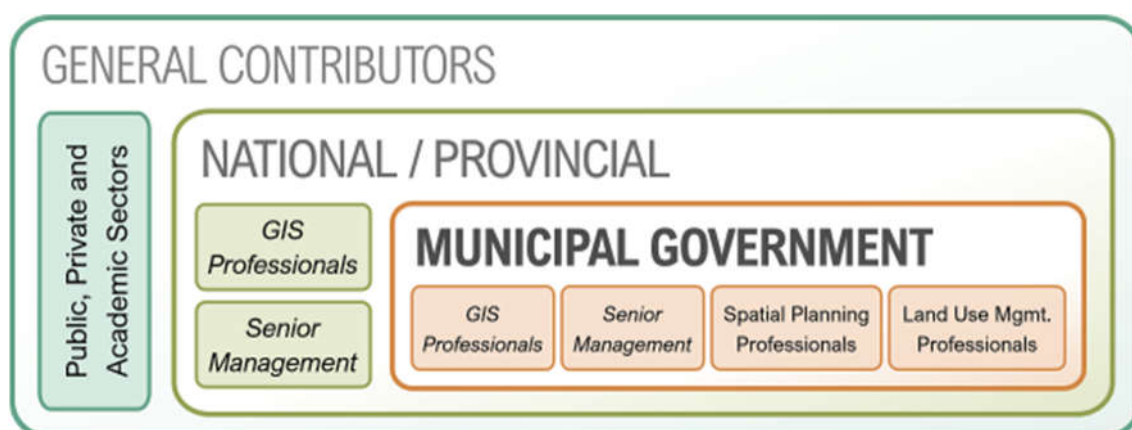 GENERAL CONTRIBUTORS
Public, Private and
Academic Sectors
NATIONAL / PROVINCIAL
GIS
Professionals
Senior
Management
MUNICIPAL GOVERNMENT
GIS
Professionals
Senior
Management
Spatial Planning
Professionals
Land Use Mgmt.
Professionals